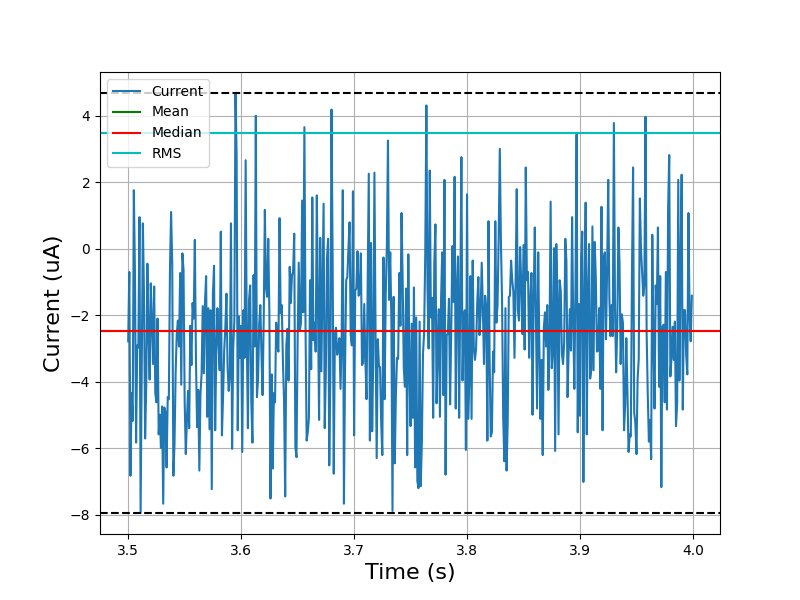 Current
Mean
Median
RMS
4
2
0
−2
−4
−6
−8
Current (uA)
3.5 3.6 3.7 3.8 3.9 4.0
Time (s)